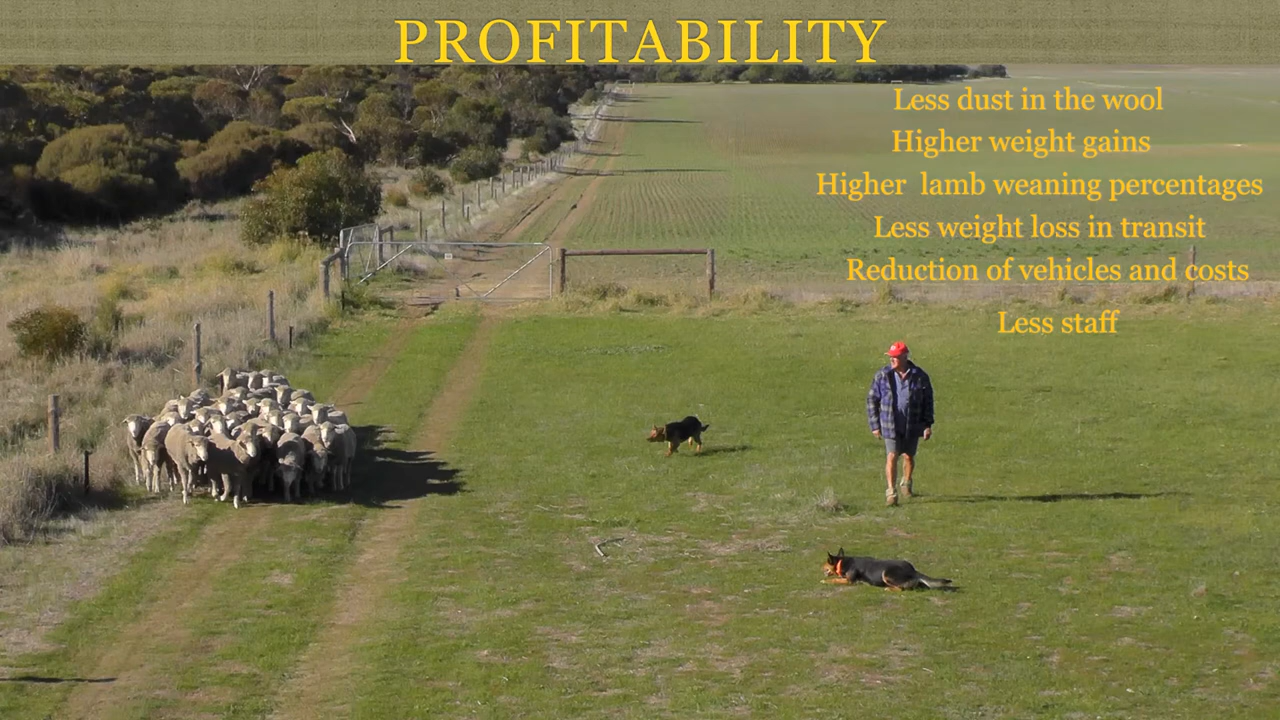 PROFITABILITY
Less dust in the wool
Higher weight gains
Higher lamb weaning percentages
Less weight loss in transit
Reduction of vehicles and costs
Less staff